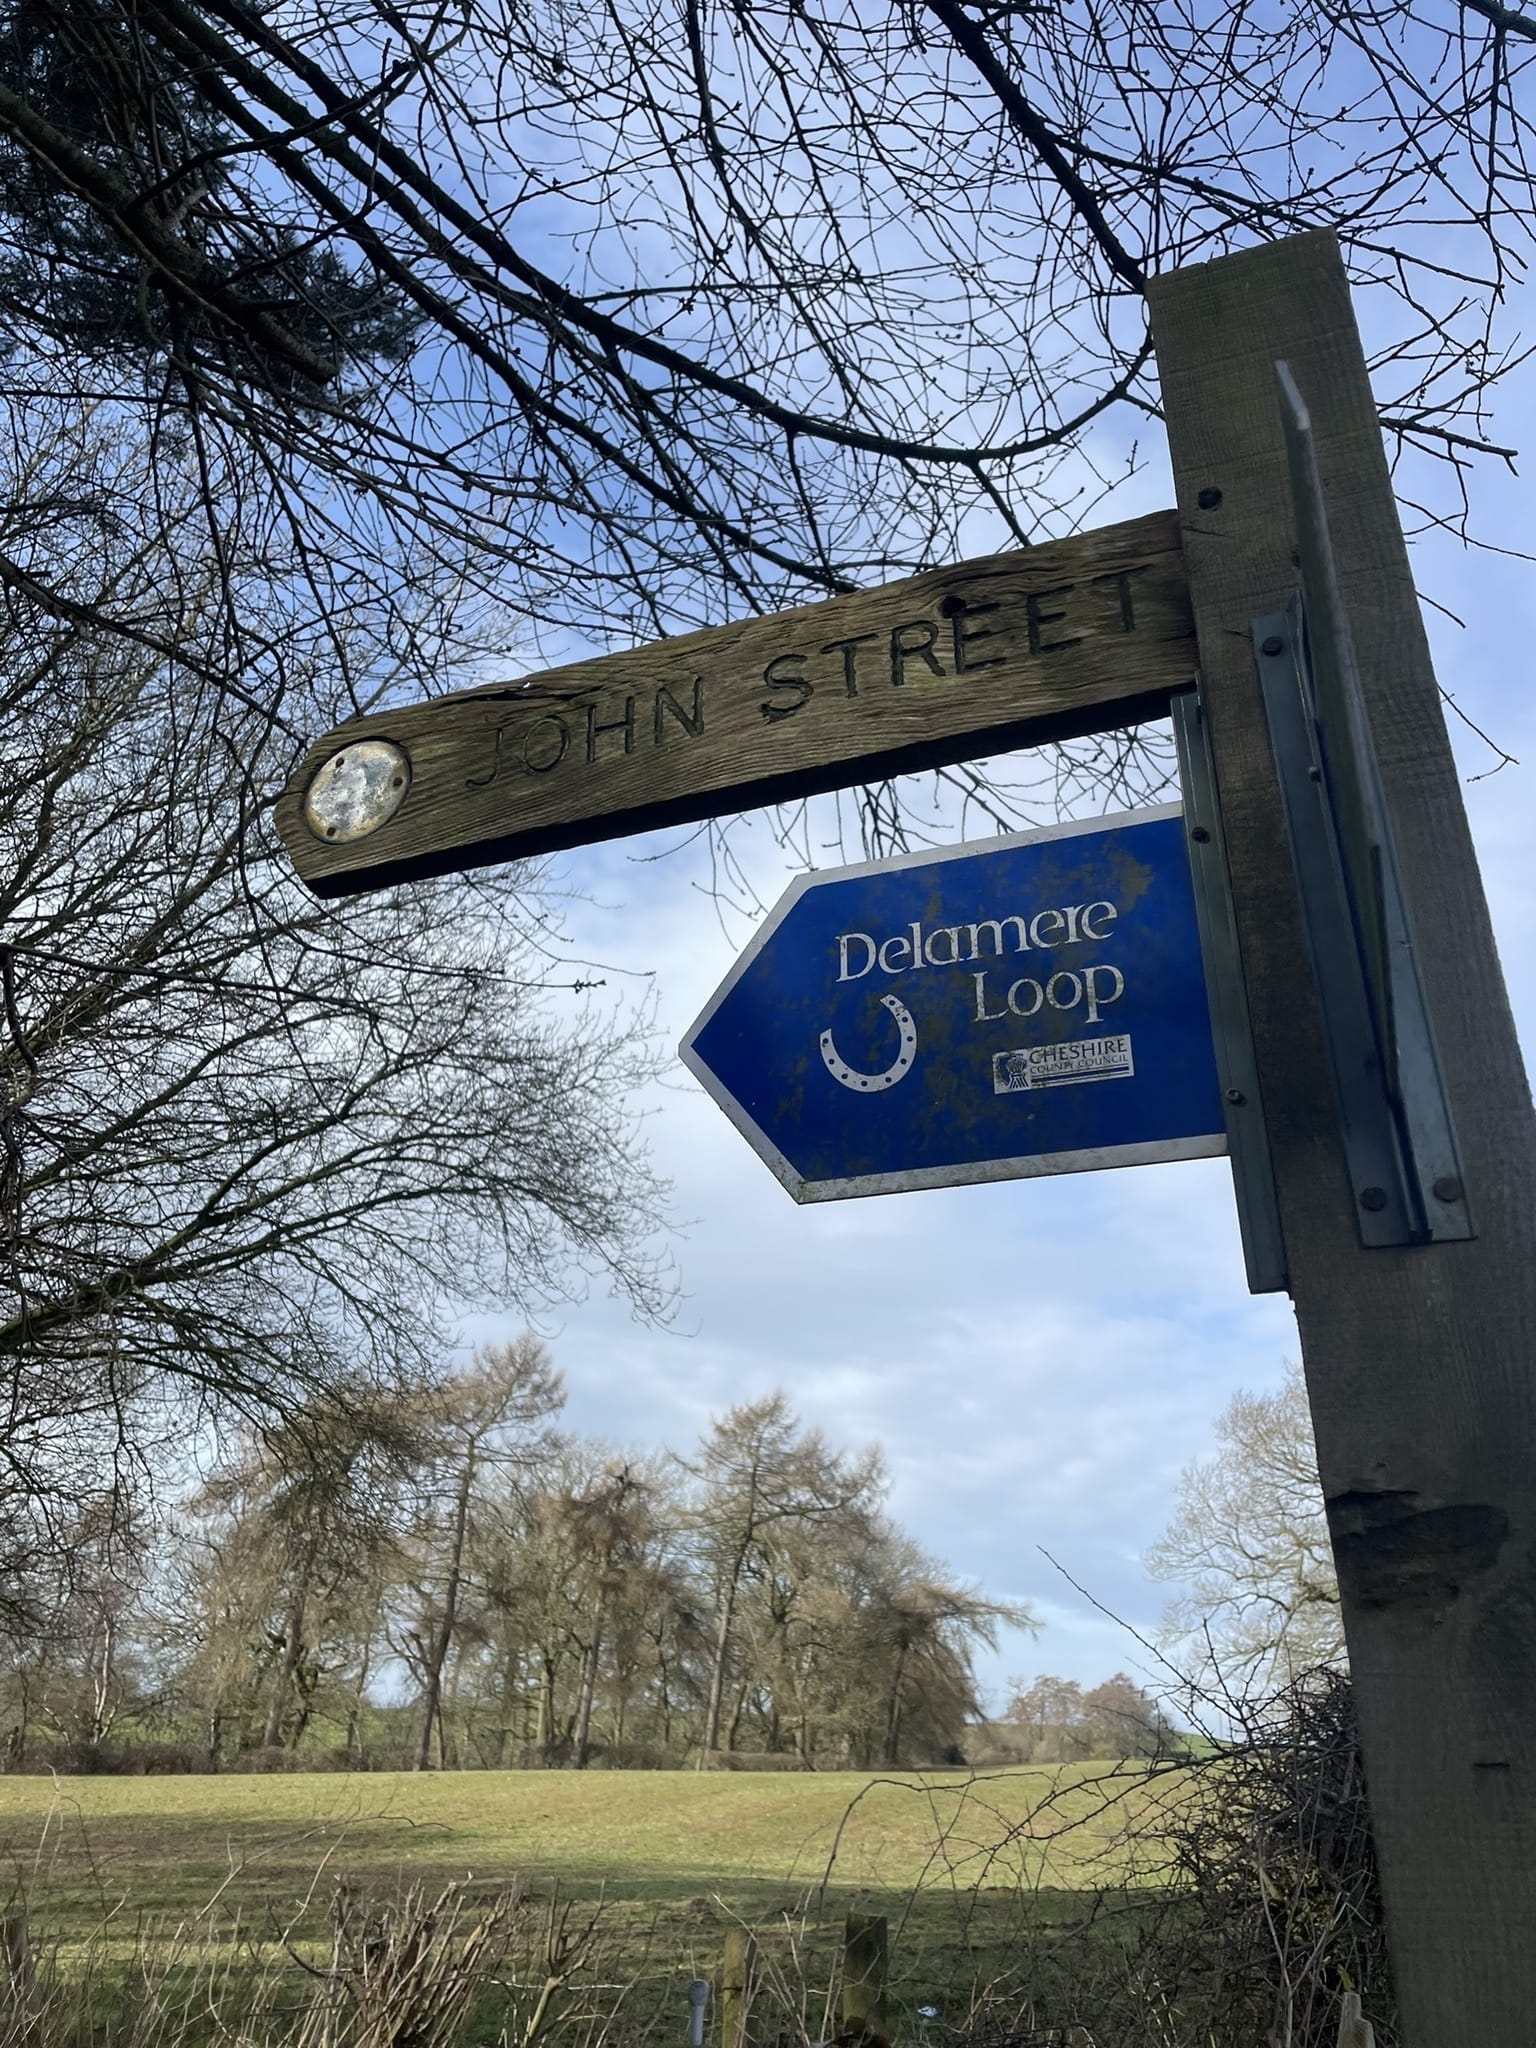 JOHN STREET
Delamere
Loop
CHESHIRE
COUNTY COUNCIL